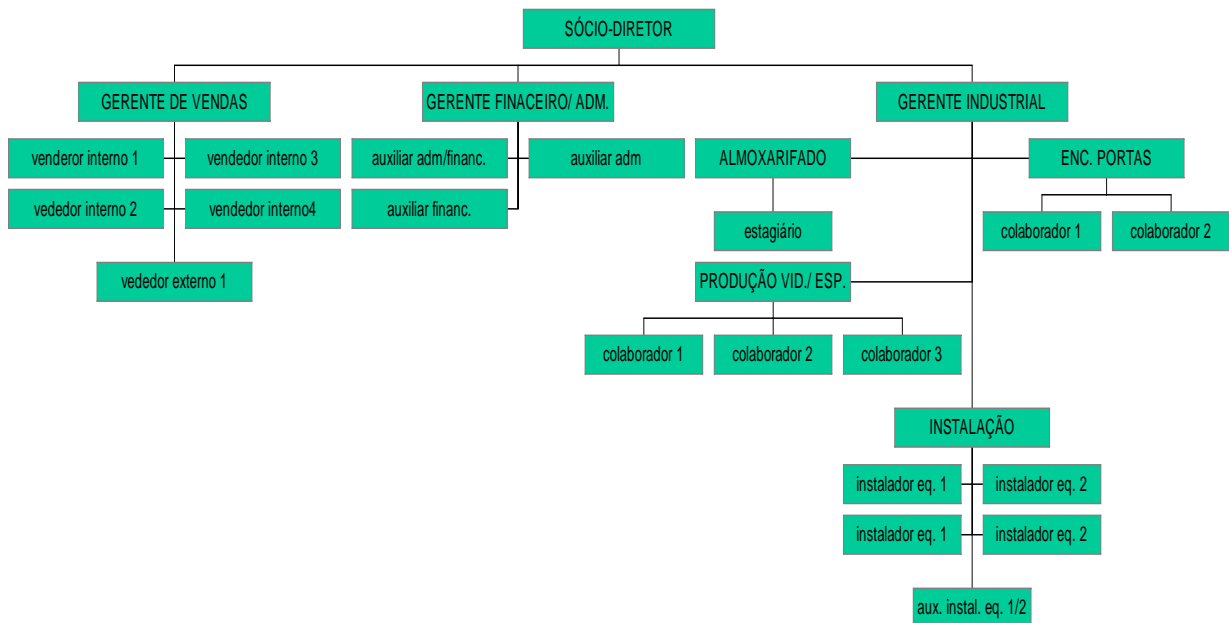 SÓCIO-DIRETOR
GERENTE DE VENDAS
GERENTE FINACEIRO/ ADM.
GERENTE INDUSTRIAL
venderor interno 1
vendedor interno 3
auxiliar adm/financ.
auxiliar adm
ALMOXARIFADO
ENC. PORTAS
vededor interno 2
vendedor interno4
auxiliar financ.
estagiário
colaborador 1
colaborador 2
vededor externo 1
PRODUÇÃO VID./ ESP.
colaborador 1
colaborador 2
colaborador 3
INSTALAÇÃO
instalador eq. 1
instalador eq. 2
instalador eq. 1
instalador eq. 2
aux. instal. eq. 1/2